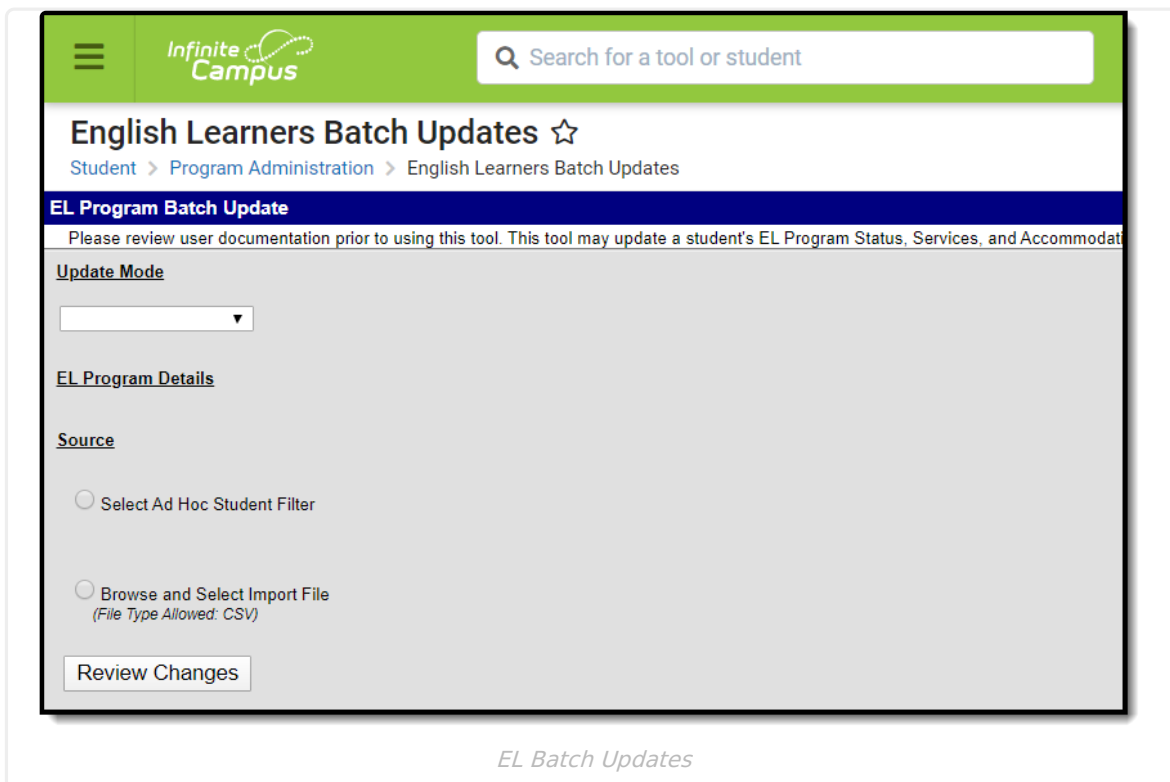 Infinite
Campus
Search for a tool or student
English Learners Batch Updates
Student > Program Administration > English Learners Batch Updates
EL Program Batch Update
Please review user documentation prior to using this tool. This tool may update a student's EL Program Status, Services, and Accommodati
Update Mode
EL Program Details
Source
Select Ad Hoc Student Filter
Browse and Select Import File
(File Type Allowed: CSV)
Review Changes
EL Batch Updates